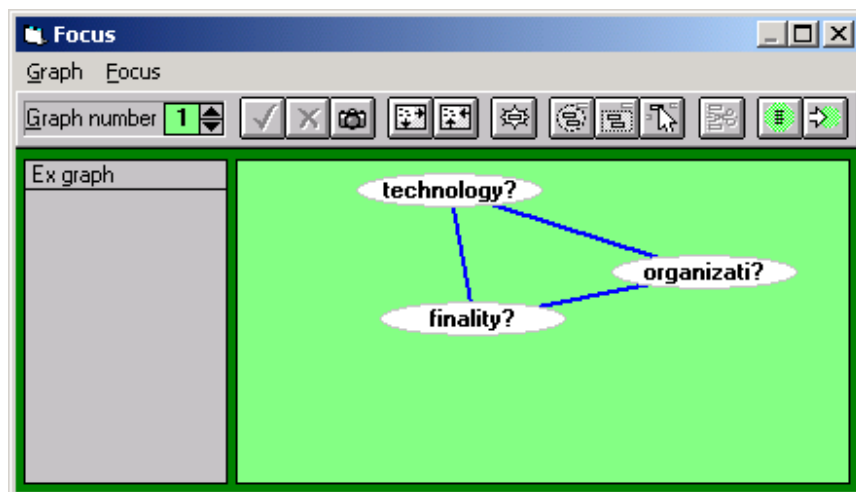 Focus
Graph Focus
Graph number 1
Ex graph
technology?
organizati?
finality?